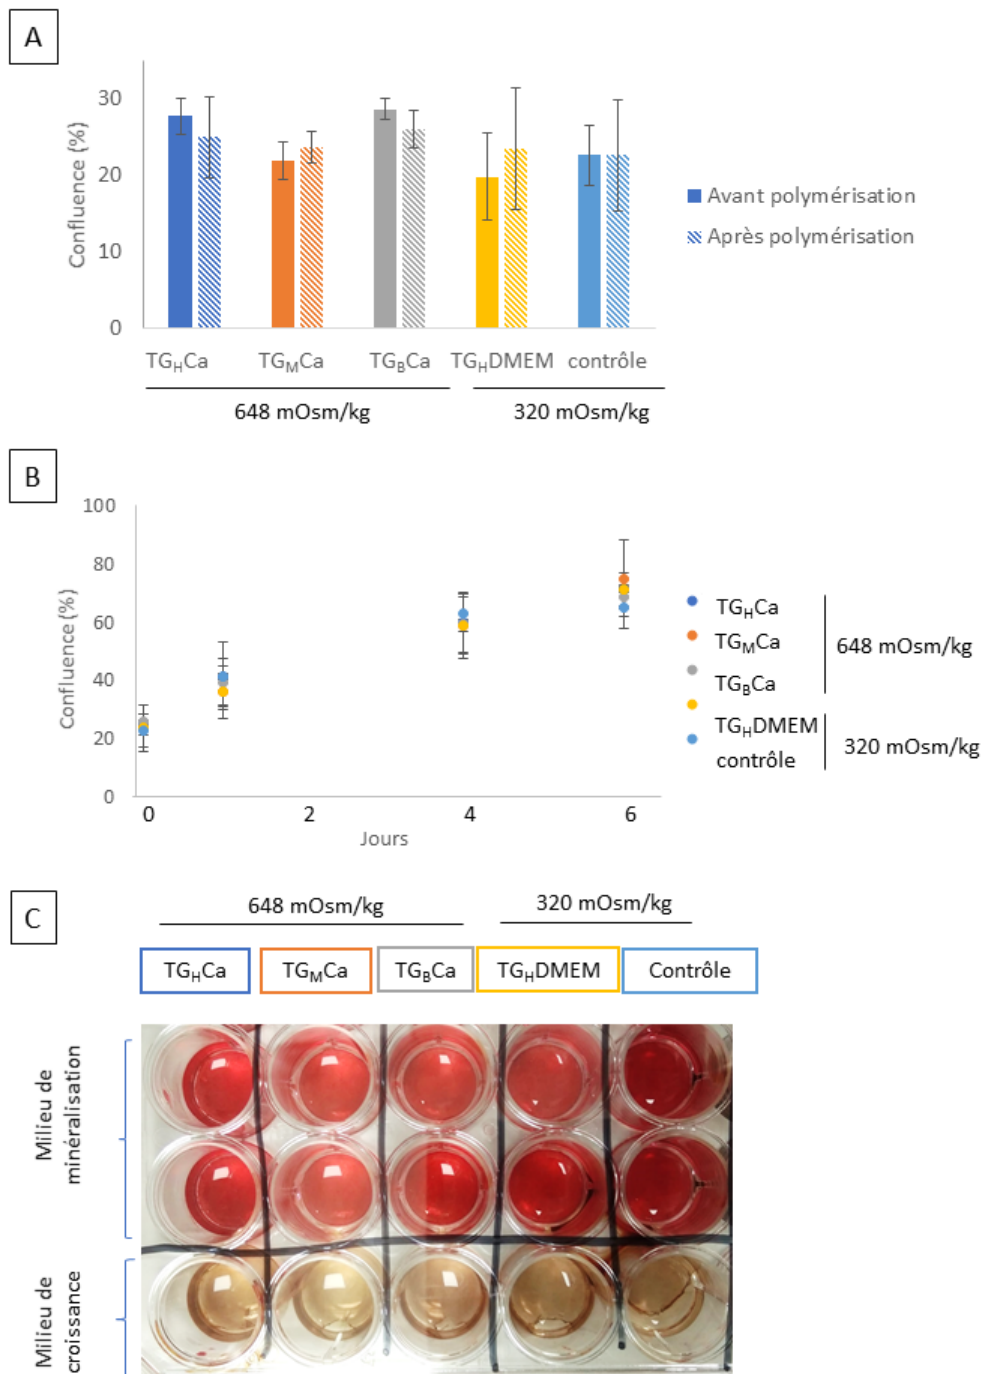 A
Confluence (%)
30
20
10
0
Avant polymérisation
Après polymérisation
TGHCa TGMCa TGBCa TGHDMEM contrôle
648 mOsm/kg 320 mOsm/kg
B
Confluence (%)
100
80
60
40
20
0
0 2 4 6
Jours
TGHCa
TGMCa
TGBCa
648 mOsm/kg
TGHDMEM
contrôle
320 mOsm/kg
C
648 mOsm/kg 320 mOsm/kg
TGHCa TGMCa TGBCa TGHDMEM Contrôle
Milieu de
minéralisation
Milieu de
croissance